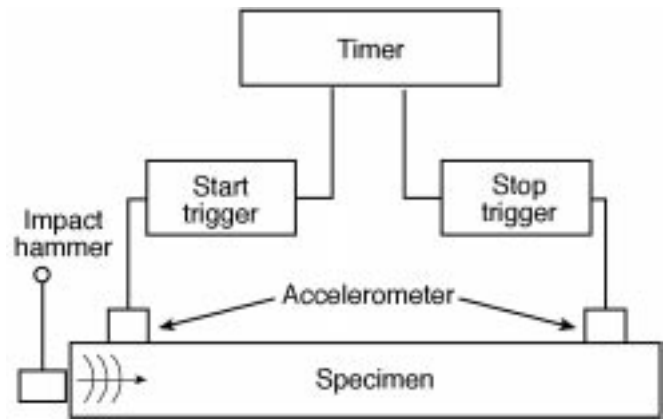 Timer
Start
trigger
Stop
trigger
Impact
hammer
Accelerometer
Specimen